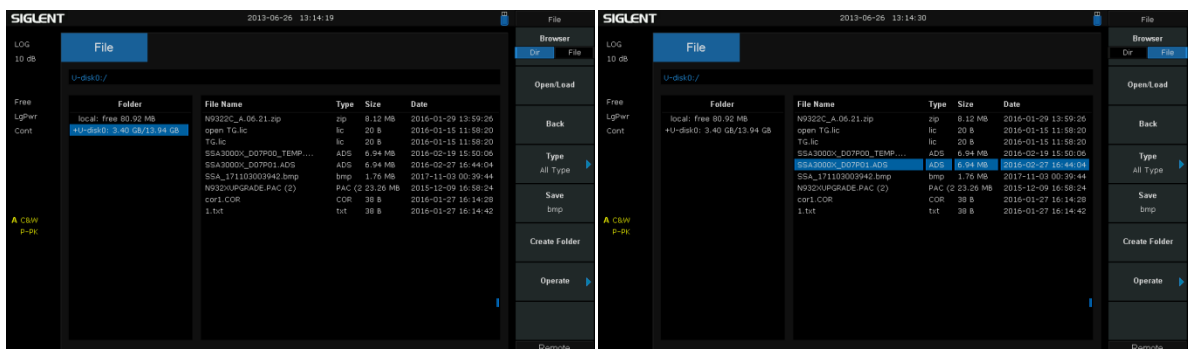 SIGLENT 2013-06-26 13:14:19 File
LOG
10 dB
File
Browser
Dir File
U-disk0:/
Open/Load
Free
LgPwr
Cont
Folder File Name Type Size Date
local: free 80.92 MB N9322C_A.06.21.zip zip 8.12 MB 2016-01-29 13:59:26
+U-disk0: 3.40 GB/13.94 GB open TG.lic lic 20 B 2016-01-15 11:58:20
TG.lic lic 20 B 2016-01-15 11:58:20
SSA3000X_D07P00_TEMP.... ADS 6.94 MB 2016-02-19 15:50:06
SSA3000X_D07P01.ADS ADS 6.94 MB 2016-02-27 16:44:04
SSA_171103003942.bmp bmp 1.76 MB 2017-11-03 00:39:44
N932XUPGRADE.PAC (2) PAC (2 23.26 MB 2015-12-09 16:58:24
cor1.COR COR 38 B 2016-01-27 16:14:28
1.txt txt 38 B 2016-01-27 16:14:42
Back
Type
All Type
Save
bmp
A C&W
P-PK
Create Folder
Operate
Remote
SIGLENT 2013-06-26 13:14:30 File
LOG
10 dB
File
Browser
Dir File
U-disk0:/
Open/Load
Free
LgPwr
Cont
Folder File Name Type Size Date
local: free 80.92 MB N9322C_A.06.21.zip zip 8.12 MB 2016-01-29 13:59:26
+U-disk0: 3.40 GB/13.94 GB open TG.lic lic 20 B 2016-01-15 11:58:20
TG.lic lic 20 B 2016-01-15 11:58:20
SSA3000X_D07P00_TEMP.... ADS 6.94 MB 2016-02-19 15:50:06
SSA3000X_D07P01.ADS ADS 6.94 MB 2016-02-27 16:44:04
SSA_171103003942.bmp bmp 1.76 MB 2017-11-03 00:39:44
N932XUPGRADE.PAC (2) PAC (2 23.26 MB 2015-12-09 16:58:24
cor1.COR COR 38 B 2016-01-27 16:14:28
1.txt txt 38 B 2016-01-27 16:14:42
Back
Type
All Type
Save
bmp
A C&W
P-PK
Create Folder
Operate
Remote